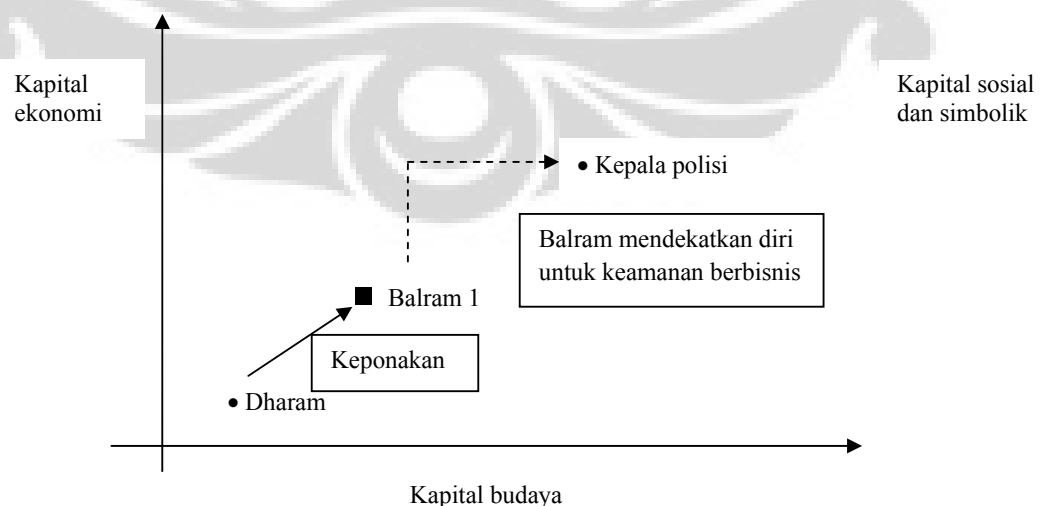 Kapital
ekonomi
Kapital sosial
dan simbolik
• Kepala polisi
Balram mendekatkan diri
untuk keamanan berbisnis
Balram 1
Keponakan
• Dharam
Kapital budaya